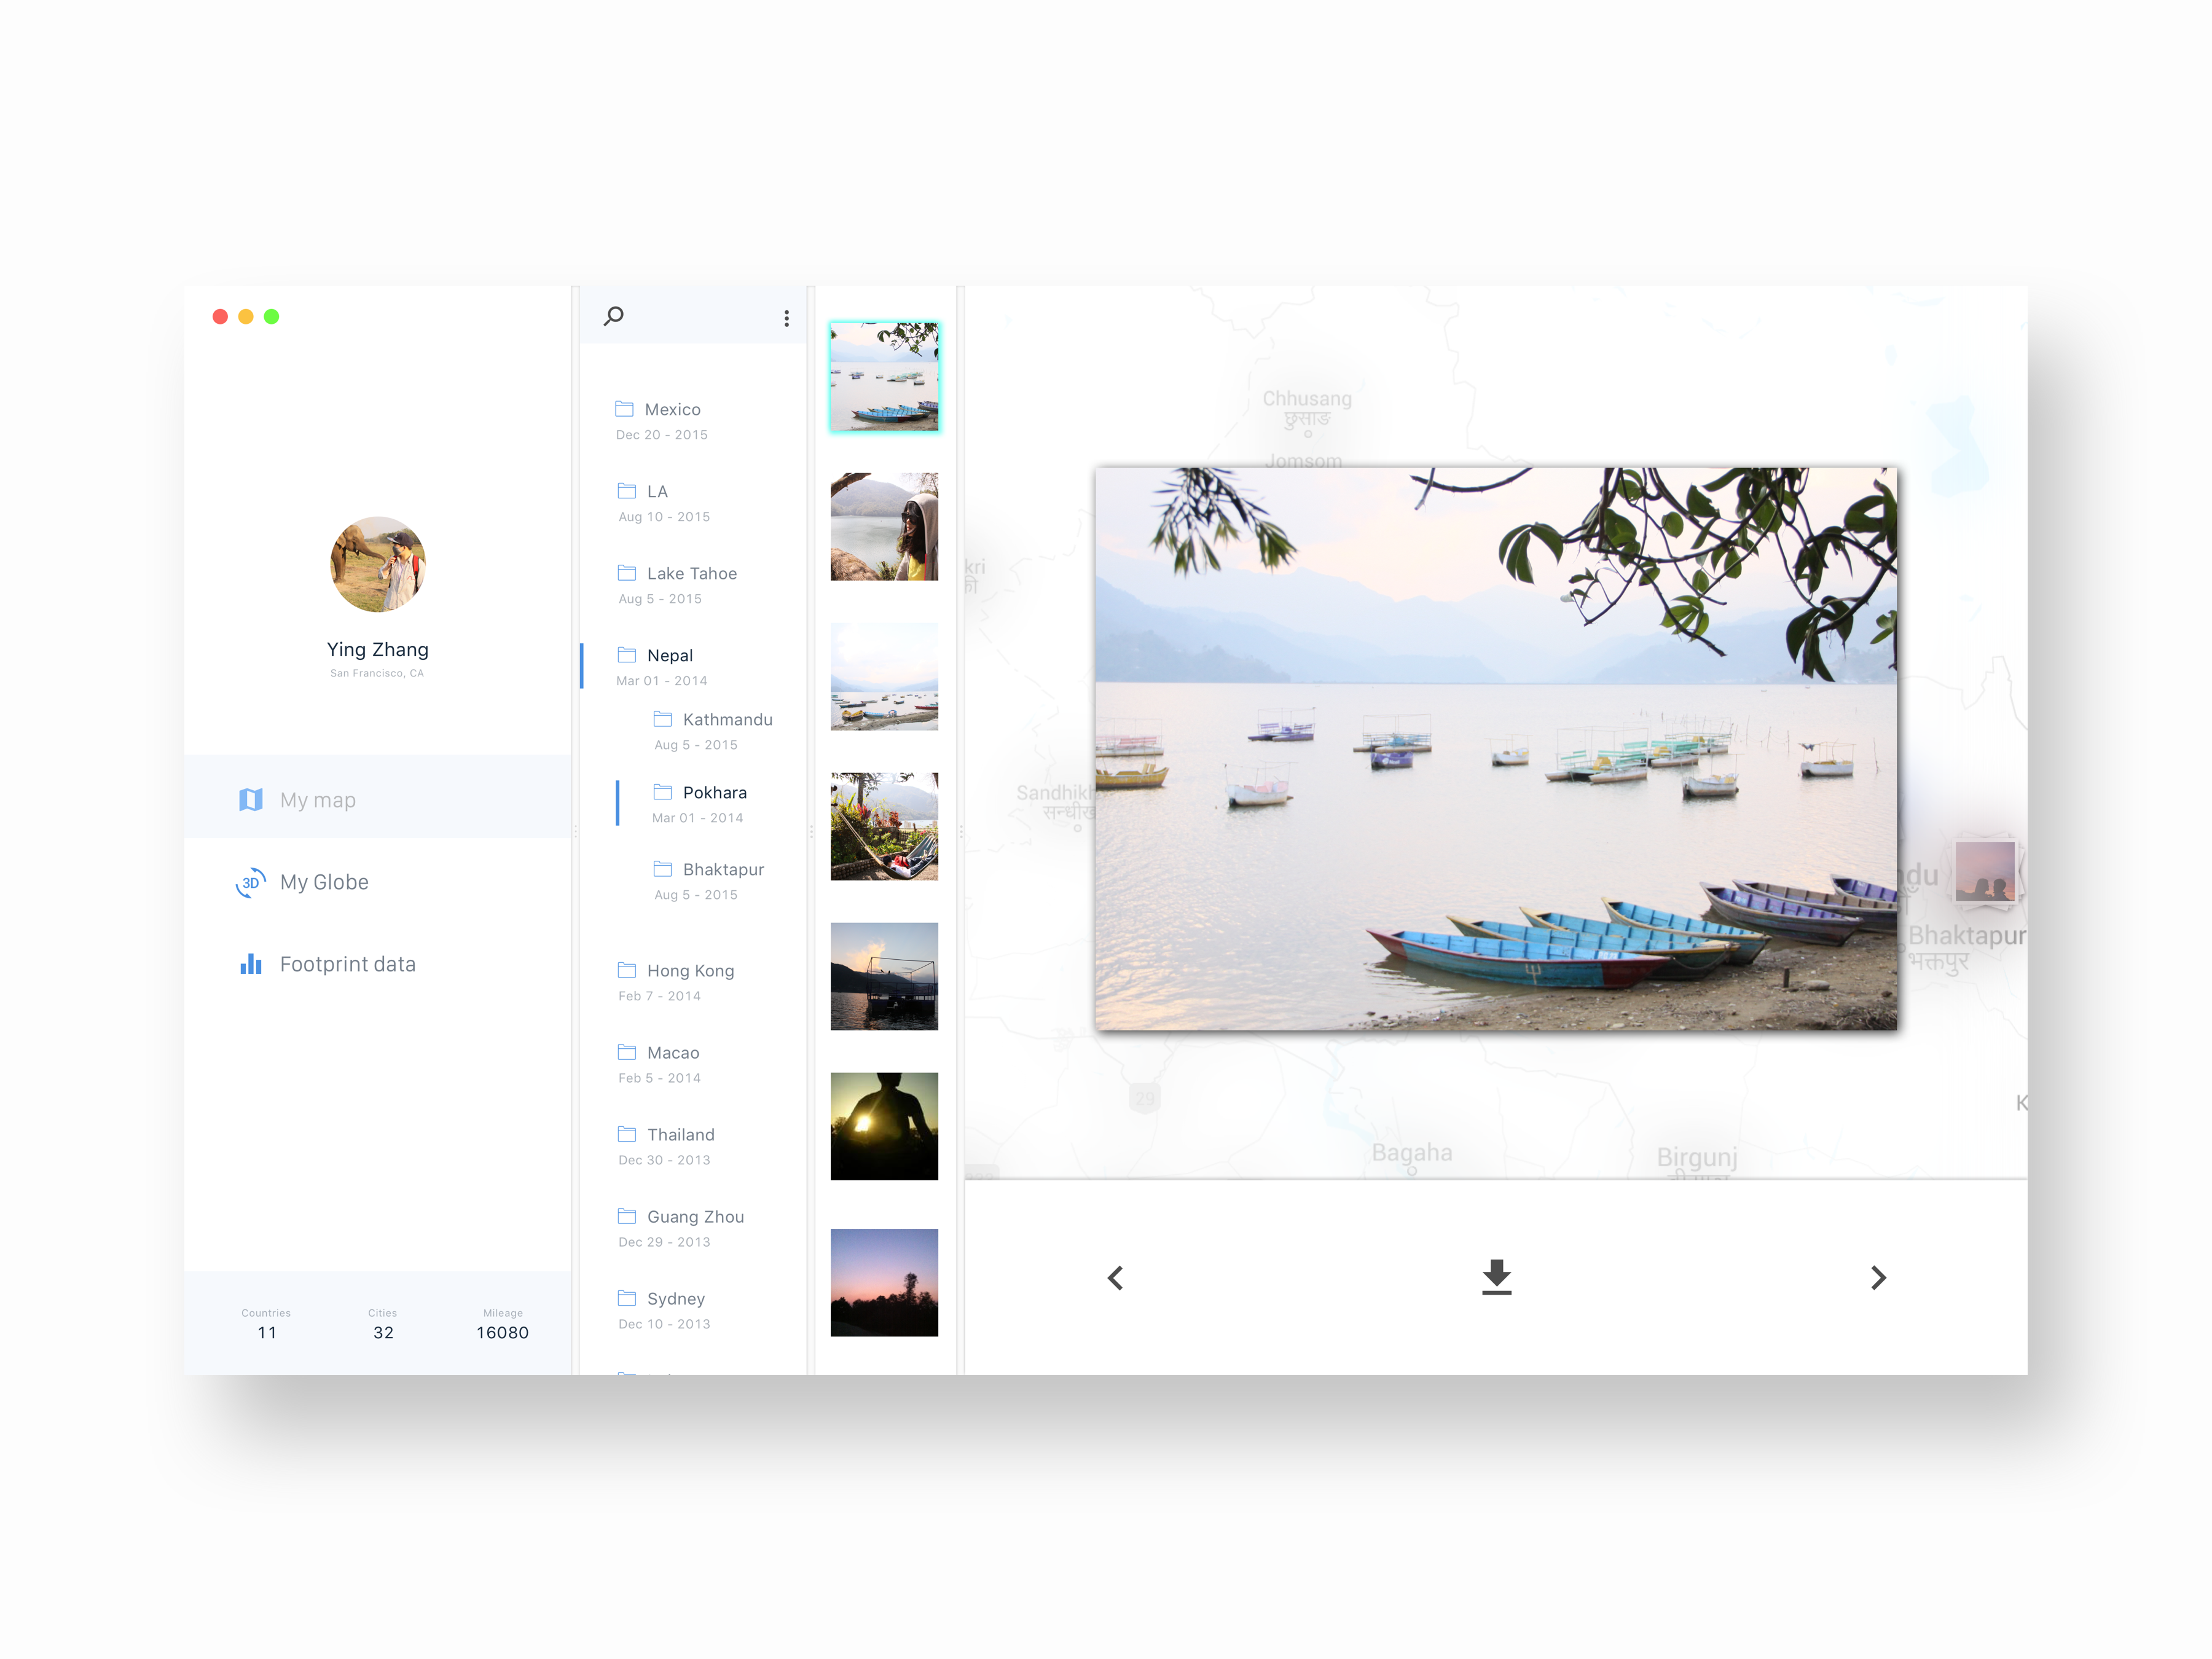 Ying Zhang
San Francisco, CA
My map
3D
My Globe
Footprint data
Countries
11
Cities
32
Mileage
16080
Mexico
Dec 20 - 2015
LA
Aug 10 - 2015
Lake Tahoe
Aug 5 - 2015
Nepal
Mar 01 - 2014
Kathmandu
Aug 5 - 2015
Pokhara
Mar 01 - 2014
Bhaktapur
Aug 5 - 2015
Hong Kong
Feb 7 - 2014
Macao
Feb 5 - 2014
Thailand
Dec 30 - 2013
Guang Zhou
Dec 29 - 2013
Sydney
Dec 10 - 2013
Chhusang
छुसाङ
Jomsom
kri
Sandhikh
सन्धीख
du
Bhaktapur
भक्तपुर
29
K
Bagaha
Birgunj